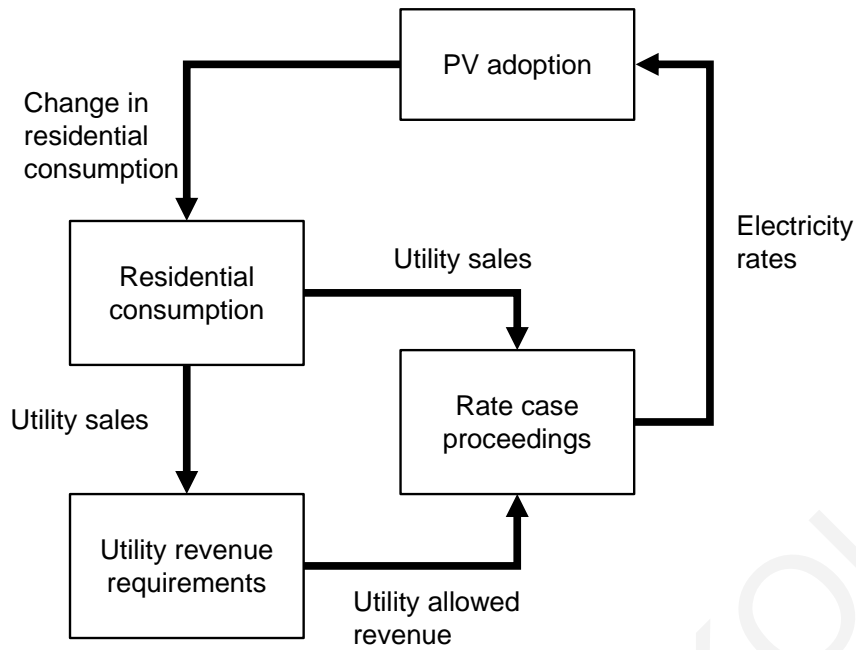 PV adoption
Change in
residential
consumption
Electricity
rates
Residential
consumption
Utility sales
Rate case
proceedings
Utility sales
Utility revenue
requirements
Utility allowed
revenue